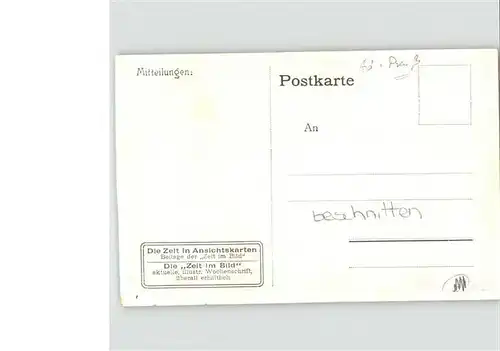 Mitteilungen:
Postkarte
An
beschnitten
Die Zeit in Ansichtskarten
Beilage der „Zeit im Bild"
Die „Zeit im Bild"
aktuelle, illustr. Wochenschrift,
überall erhältlich